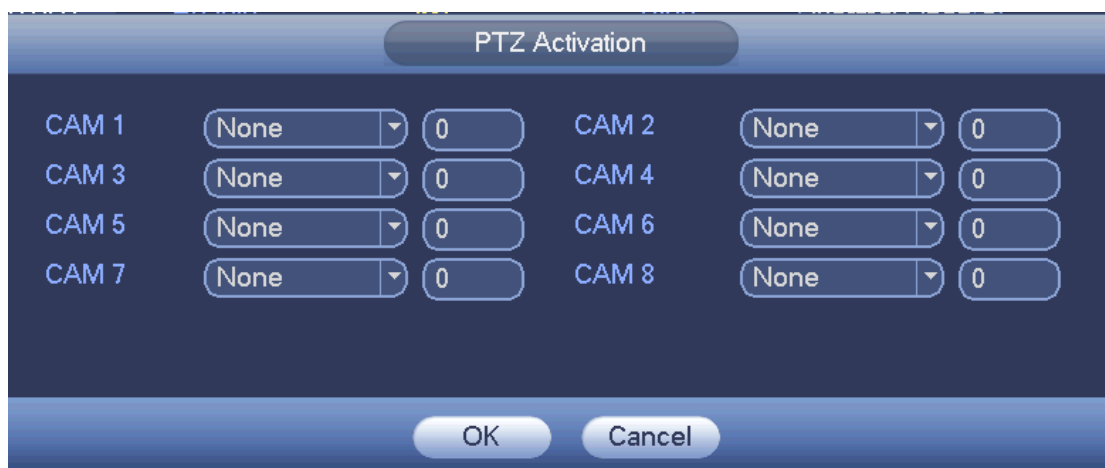 PTZ Activation
CAM 1 None 0 CAM 2 None 0
CAM 3 None 0 CAM 4 None 0
CAM 5 None 0 CAM 6 None 0
CAM 7 None 0 CAM 8 None 0
OK Cancel